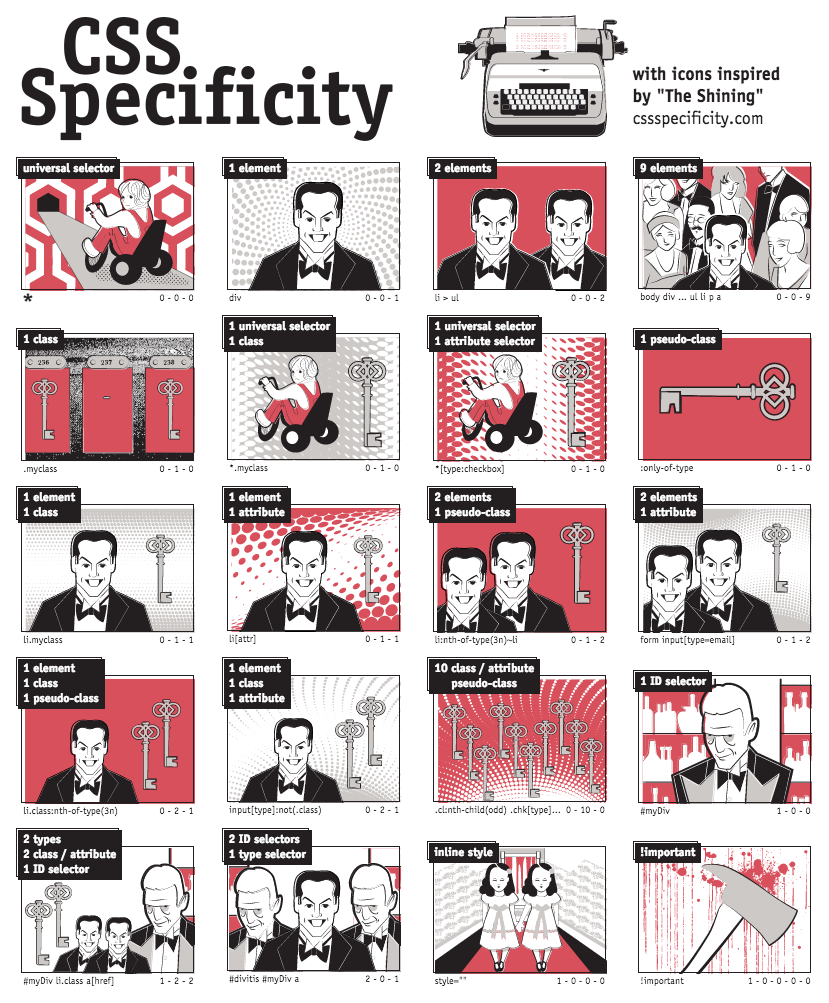 CSS
Specificity
with icons inspired
by "The Shining"
cssspecificity.com
universal selector
*
0 - 0 - 0
1 element
div
0 - 0 - 1
2 elements
li > ul
0 - 0 - 2
9 elements
body div ... ul li p a
0 - 0 - 9
1 class
236
237
238
.myclass
0 - 1 - 0
1 universal selector
1 class
*.myclass
0 - 1 - 0
1 universal selector
1 attribute selector
*[type:checkbox]
0 - 1 - 0
1 pseudo-class
:only-of-type
0 - 1 - 0
1 element
1 class
li.myclass
0 - 1 - 1
1 element
1 attribute
li[attr]
0 - 1 - 1
2 elements
1 pseudo-class
li:nth-of-type(3n)~li
0 - 1 - 2
2 elements
1 attribute
form input[type=email]
0 - 1 - 2
1 element
1 class
1 pseudo-class
li.class:nth-of-type(3n)
0 - 2 - 1
1 element
1 class
1 attribute
input[type]:not(.class)
0 - 2 - 1
10 class / attribute
pseudo-class
.cl:nth-child(odd) .chk[type]...
0 - 10 - 0
1 ID selector
#myDiv
1 - 0 - 0
2 types
2 class / attribute
1 ID selector
#myDiv li.class a[href]
1 - 2 - 2
2 ID selectors
1 type selector
#divitis #myDiv a
2 - 0 - 1
inline style
style=""
1 - 0 - 0 - 0
!important
!important
1 - 0 - 0 - 0 - 0